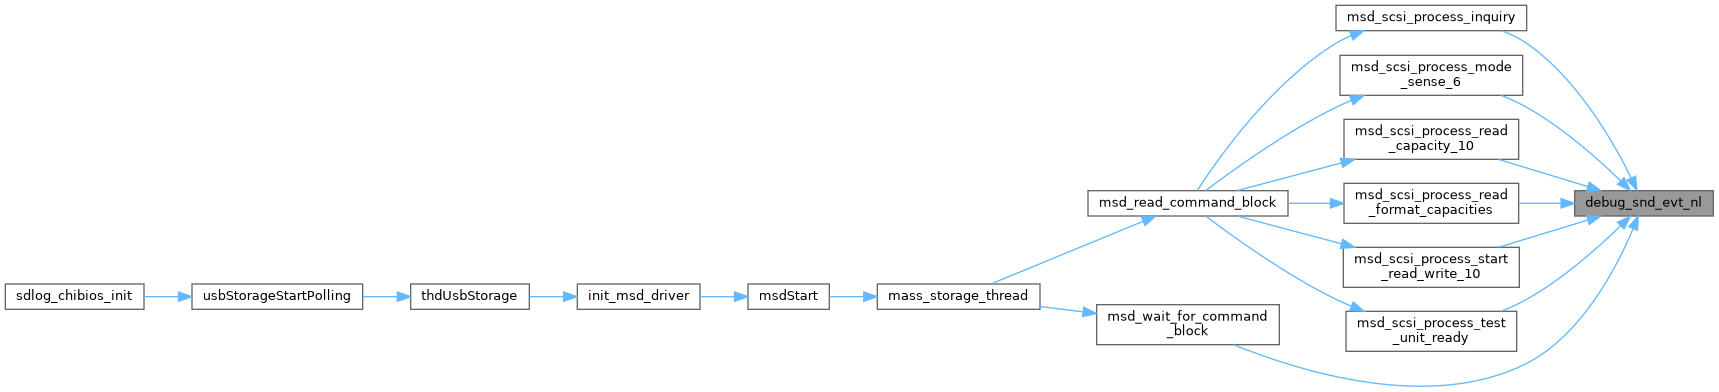 msd_scsi_process_inquiry
msd_scsi_process_mode
_sense_6
msd_scsi_process_read
_capacity_10
msd_read_command_block
msd_scsi_process_read
_format_capacities
debug_snd_evt_nl
msd_scsi_process_start
_read_write_10
sdlog_chibios_init
usbStorageStartPolling
thdUsbStorage
init_msd_driver
msdStart
mass_storage_thread
msd_wait_for_command
_block
msd_scsi_process_test
_unit_ready